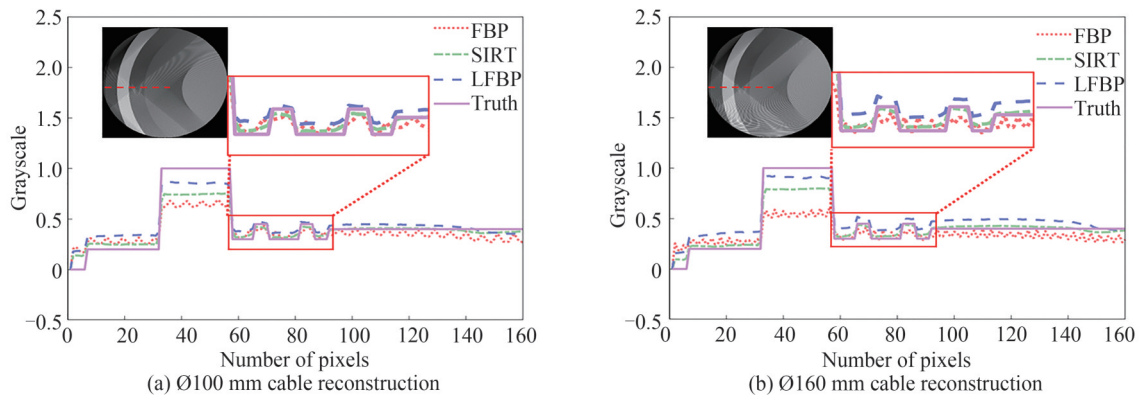 2.5
2.0
1.5
1.0
0.5
0
−0.5
Grayscale
0 20 40 60 80 100 120 140 160
Number of pixels
FBP
SIRT
LFBP
Truth
(a) Ø100 mm cable reconstruction
2.5
2.0
1.5
1.0
0.5
0
−0.5
Grayscale
0 20 40 60 80 100 120 140 160
Number of pixels
FBP
SIRT
LFBP
Truth
(b) Ø160 mm cable reconstruction